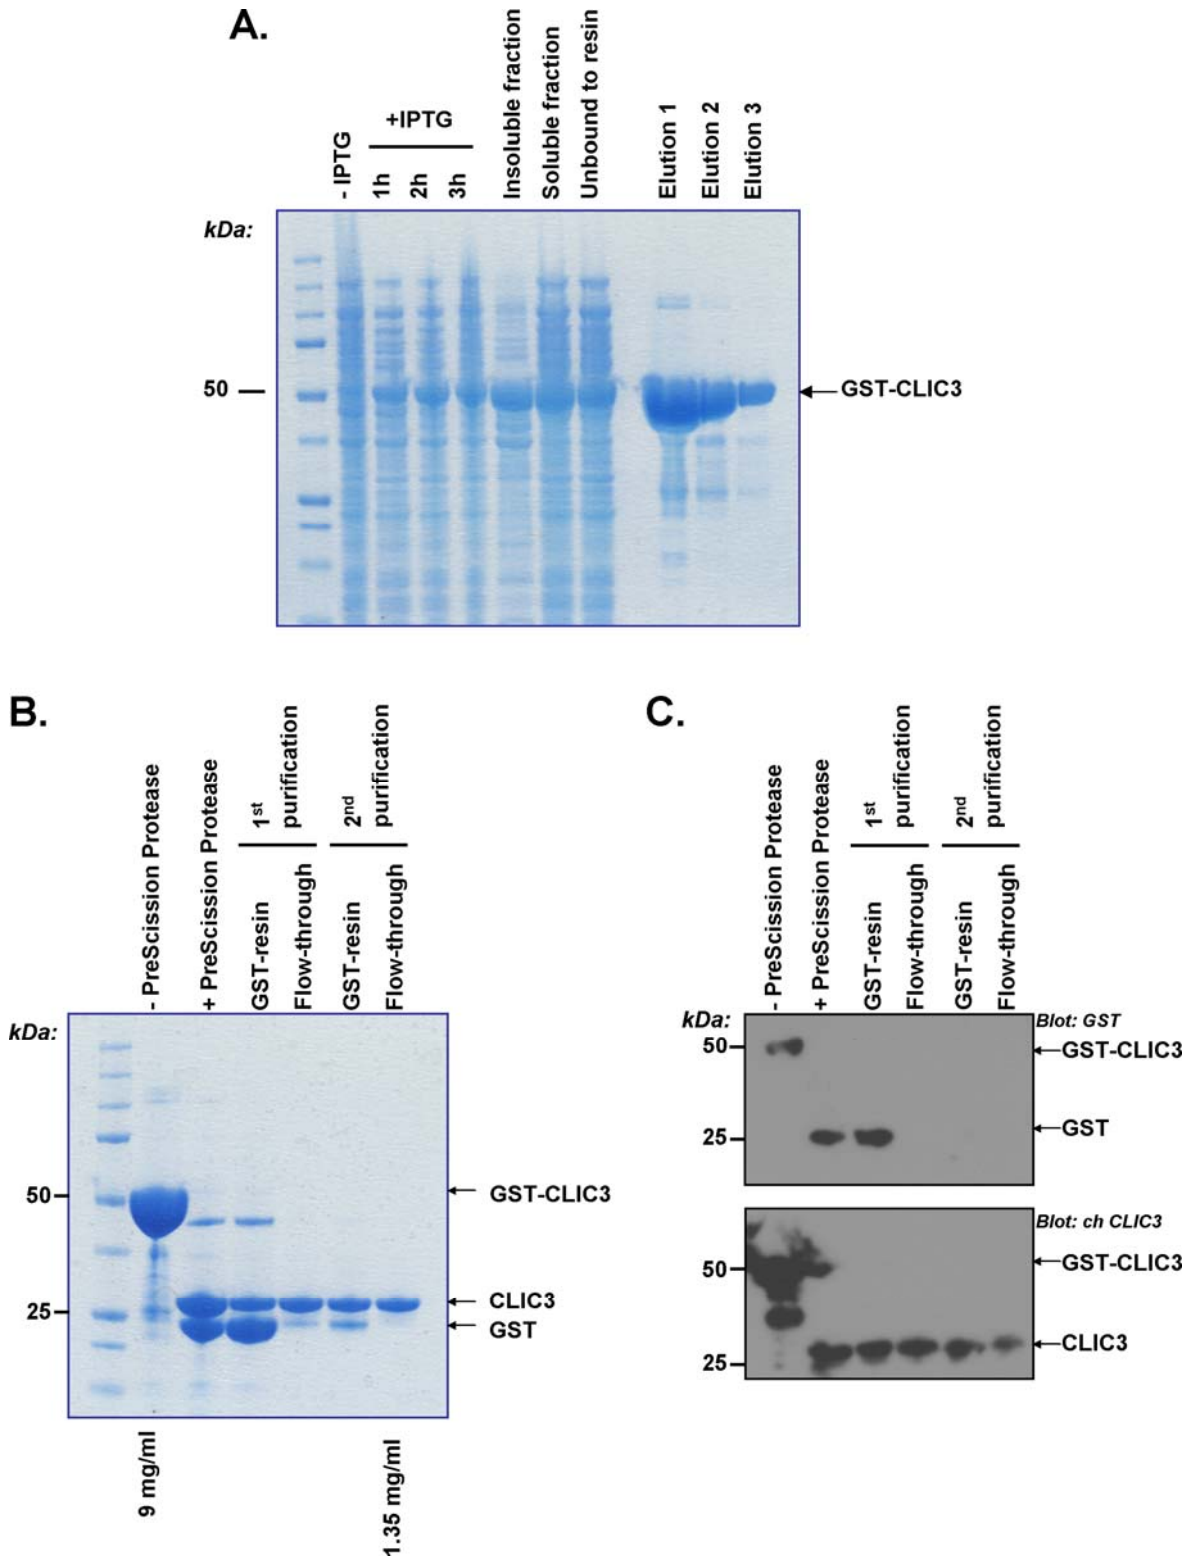 A.
- IPTG
+IPTG
1h
2h
3h
Insoluble fraction
Soluble fraction
Unbound to resin
Elution 1
Elution 2
Elution 3
kDa:
50
GST-CLIC3
B.
- PreScission Protease
+ PreScission Protease
1st
purification
GST-resin
Flow-through
2nd
purification
GST-resin
Flow-through
kDa:
50
25
GST-CLIC3
CLIC3
GST
9 mg/ml
1.35 mg/ml
C.
- PreScission Protease
+ PreScission Protease
1st
purification
GST-resin
Flow-through
2nd
purification
GST-resin
Flow-through
kDa:
Blot: GST
50
GST-CLIC3
25
GST
Blot: ch CLIC3
50
GST-CLIC3
25
CLIC3